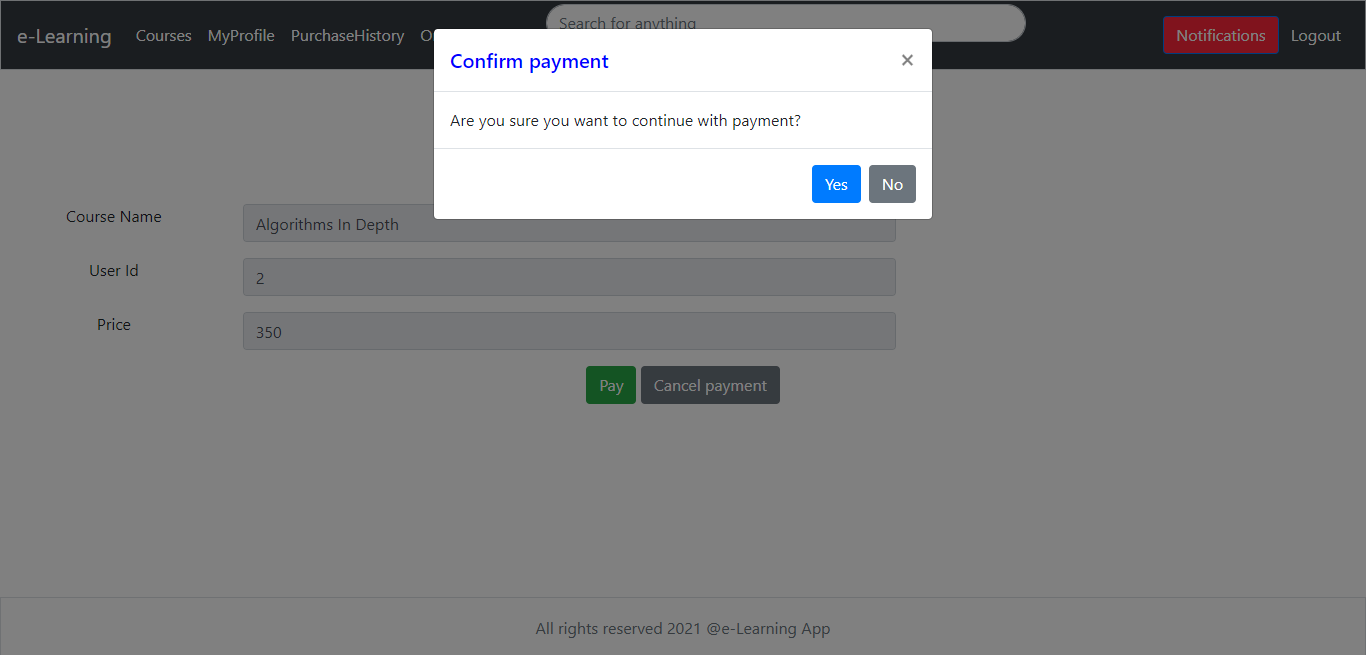 e-Learning Courses MyProfile PurchaseHistory Search for anything Notifications Logout
Confirm payment ×
Are you sure you want to continue with payment?
Yes No
Course Name Algorithms In Depth
User Id 2
Price 350
Pay Cancel payment
All rights reserved 2021 @e-Learning App